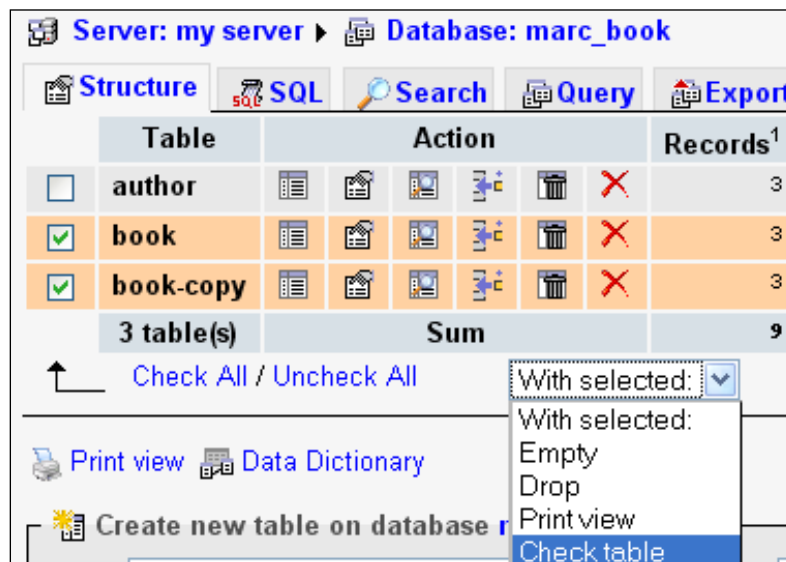 Server: my server Database: marc_book
Structure SQL Search Query Export
Table Action Records1
author 3
book 3
book-copy 3
3 table(s) Sum 9
Check All / Uncheck All With selected:
With selected:
Empty
Print view Data Dictionary
Drop
Print view
Create new table on database
Check table